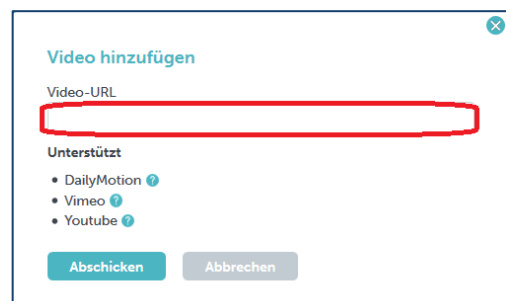 Video hinzufügen
Video-URL
Unterstützt
DailyMotion ?
Vimeo ?
Youtube ?
Abschicken Abbrechen